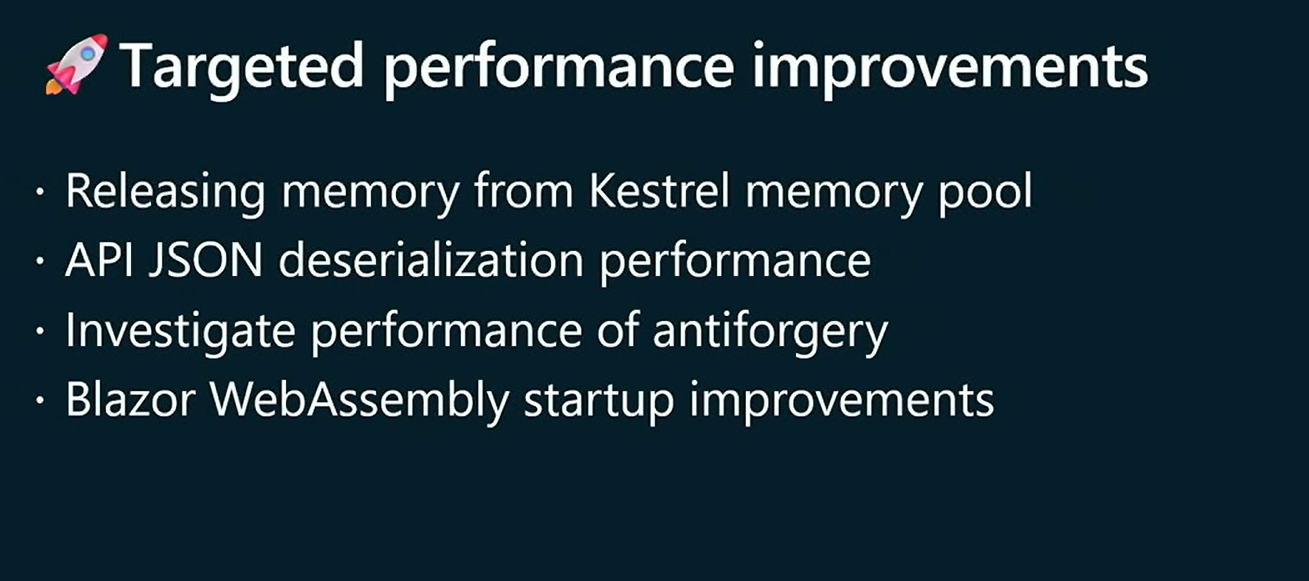 🚀Targeted performance improvements
· Releasing memory from Kestrel memory pool
· API JSON deserialization performance
· Investigate performance of antiforgery
· Blazor WebAssembly startup improvements